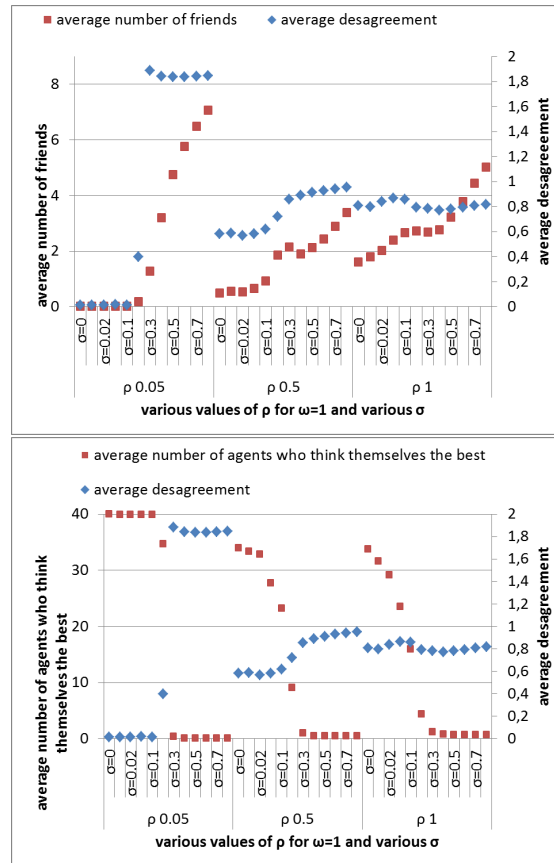 average number of friends average desagreement
average number of friends
8
6
4
2
0
2
1,8
1,6
1,4
1,2
1
0,8
0,6
0,4
0,2
0
average desagreeement
σ=0 σ=0.02 σ=0.1 σ=0.3 σ=0.5 σ=0.7 σ=0 σ=0.02 σ=0.1 σ=0.3 σ=0.5 σ=0.7 σ=0 σ=0.02 σ=0.1 σ=0.3 σ=0.5 σ=0.7
ρ 0.05 ρ 0.5 ρ 1
various values of ρ for ω=1 and various σ
average number of agents who think themselves the best
average desagreement
average number of agents who think
themselves the best
40
30
20
10
0
2
1,8
1,6
1,4
1,2
1
0,8
0,6
0,4
0,2
0
average desagreement
σ=0 σ=0.02 σ=0.1 σ=0.3 σ=0.5 σ=0.7 σ=0 σ=0.02 σ=0.1 σ=0.3 σ=0.5 σ=0.7 σ=0 σ=0.02 σ=0.1 σ=0.3 σ=0.5 σ=0.7
ρ 0.05 ρ 0.5 ρ 1
various values of ρ for ω=1 and various σ